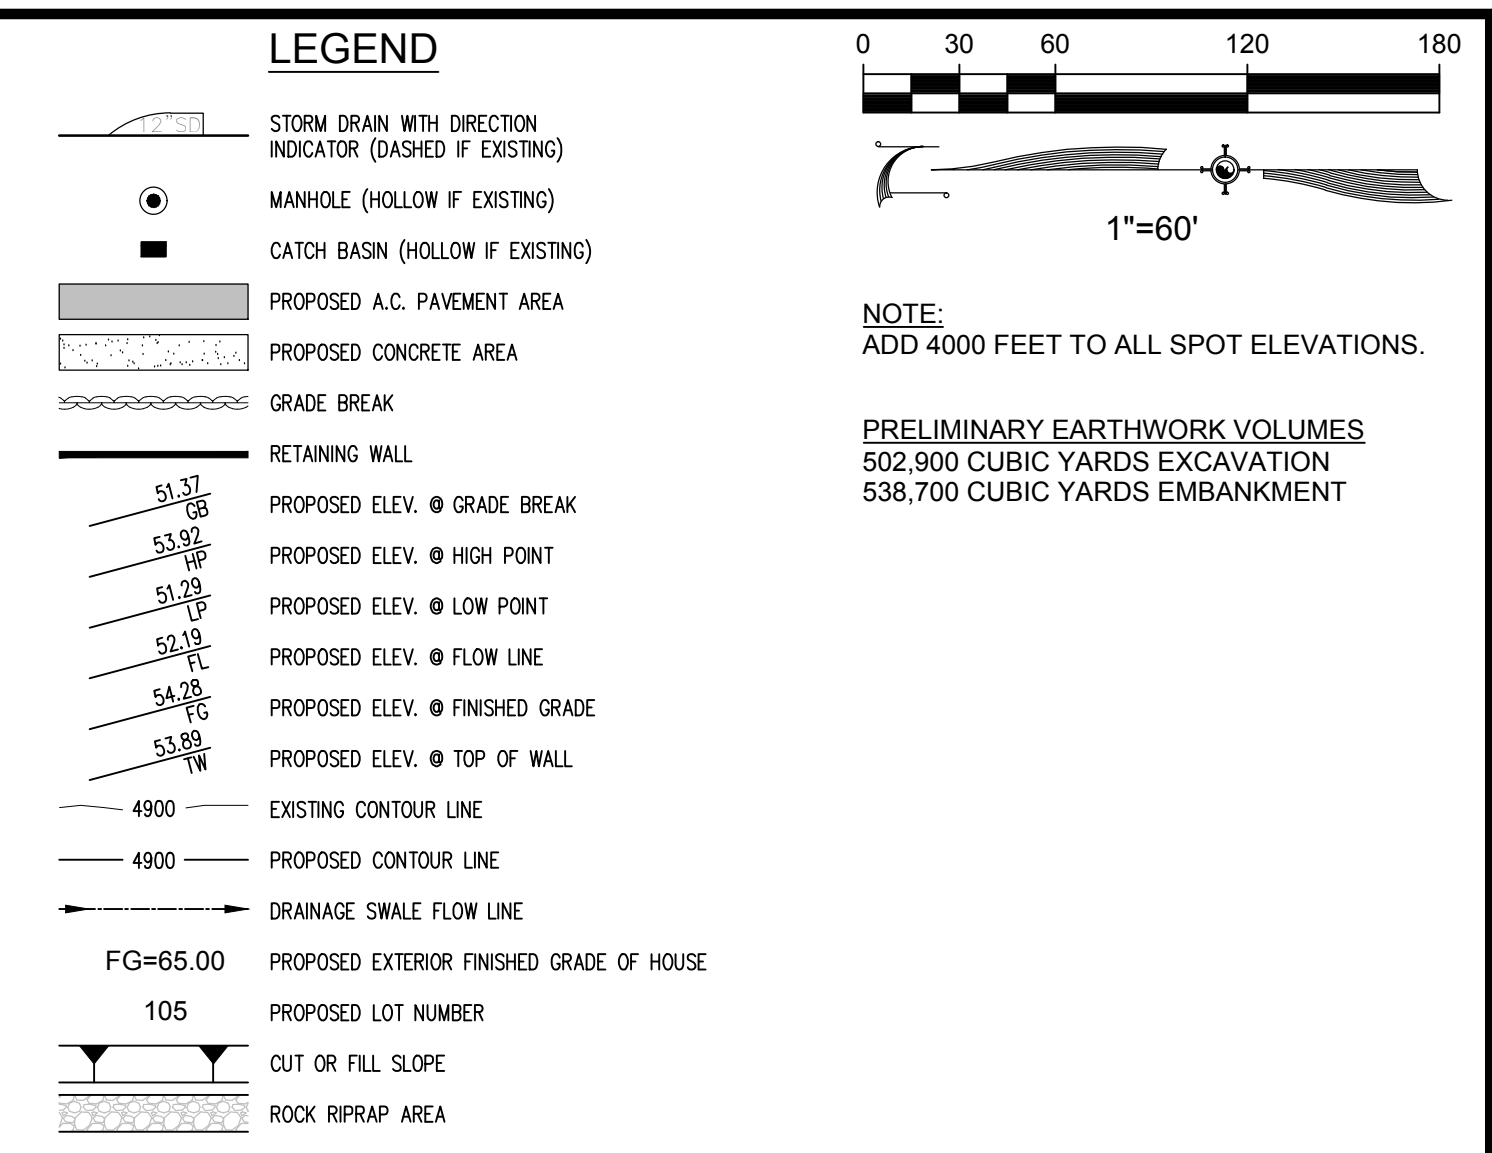 LEGEND
12"SD
STORM DRAIN WITH DIRECTION
INDICATOR (DASHED IF EXISTING)
MANHOLE (HOLLOW IF EXISTING)
CATCH BASIN (HOLLOW IF EXISTING)
PROPOSED A.C. PAVEMENT AREA
PROPOSED CONCRETE AREA
GRADE BREAK
RETAINING WALL
51.37
GB
PROPOSED ELEV. @ GRADE BREAK
53.92
HP
PROPOSED ELEV. @ HIGH POINT
51.29
LP
PROPOSED ELEV. @ LOW POINT
52.19
FL
PROPOSED ELEV. @ FLOW LINE
54.28
FG
PROPOSED ELEV. @ FINISHED GRADE
53.89
TW
PROPOSED ELEV. @ TOP OF WALL
4900 EXISTING CONTOUR LINE
4900 PROPOSED CONTOUR LINE
DRAINAGE SWALE FLOW LINE
FG=65.00 PROPOSED EXTERIOR FINISHED GRADE OF HOUSE
105 PROPOSED LOT NUMBER
CUT OR FILL SLOPE
ROCK RIPRAP AREA
0 30 60 120 180
1"=60'
NOTE:
ADD 4000 FEET TO ALL SPOT ELEVATIONS.
PRELIMINARY EARTHWORK VOLUMES
502,900 CUBIC YARDS EXCAVATION
538,700 CUBIC YARDS EMBANKMENT